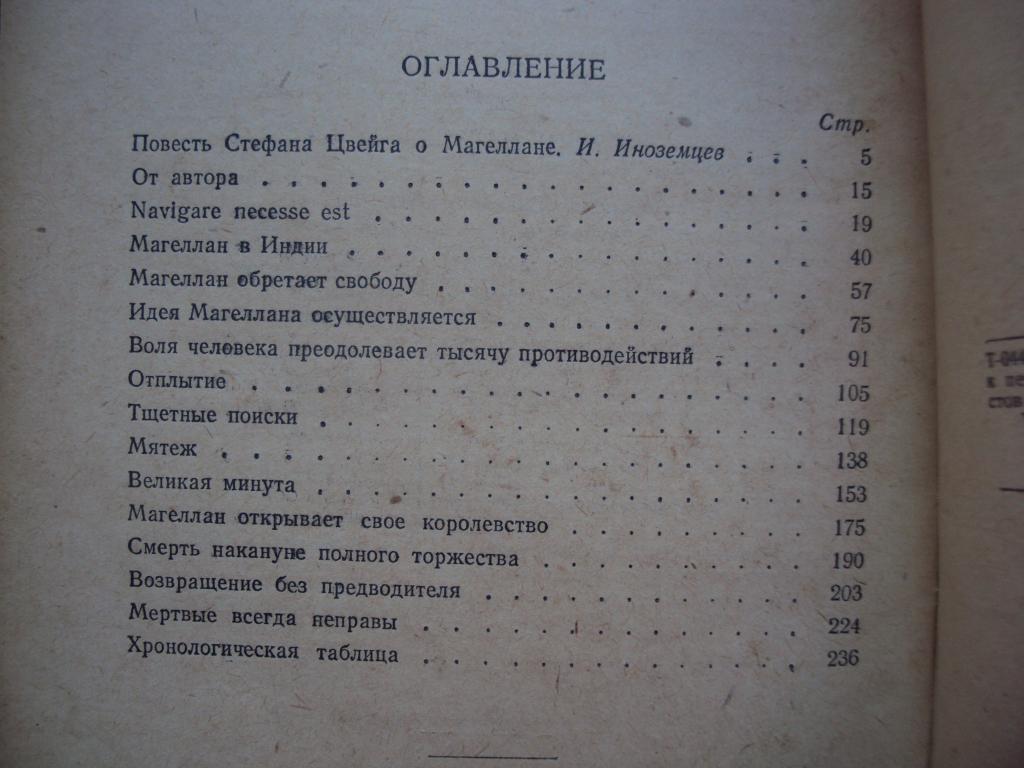 ОГЛАВЛЕНИЕ
Стр.
Повесть Стефана Цвейга о Магеллане. И. Иноземцев . . . 5
От автора . . . . . . . . . . . . . . . . . . 15
Navigare necesse est . . . . . . . . . . . . . . 19
Магеллан в Индии . . . . . . . . . . . . . . . 40
Магеллан обретает свободу . . . . . . . . . . . . 57
Идея Магеллана осуществляется . . . . . . . . . . 75
Воля человека преодолевает тысячу противодействий . . . . 91
Отплытие . . . . . . . . . . . . . . . . . . 105
Тщетные поиски . . . . . . . . . . . . . . . . 119
Мятеж . . . . . . . . . . . . . . . . . . . 138
Великая минута . . . . . . . . . . . . . . . . 153
Магеллан открывает свое королевство . . . . . . . . 175
Смерть накануне полного торжества . . . . . . . . . 190
Возвращение без предводителя . . . . . . . . . . . 203
Мертвые всегда неправы . . . . . . . . . . . . . 224
Хронологическая таблица . . . . . . . . . . . . . 236